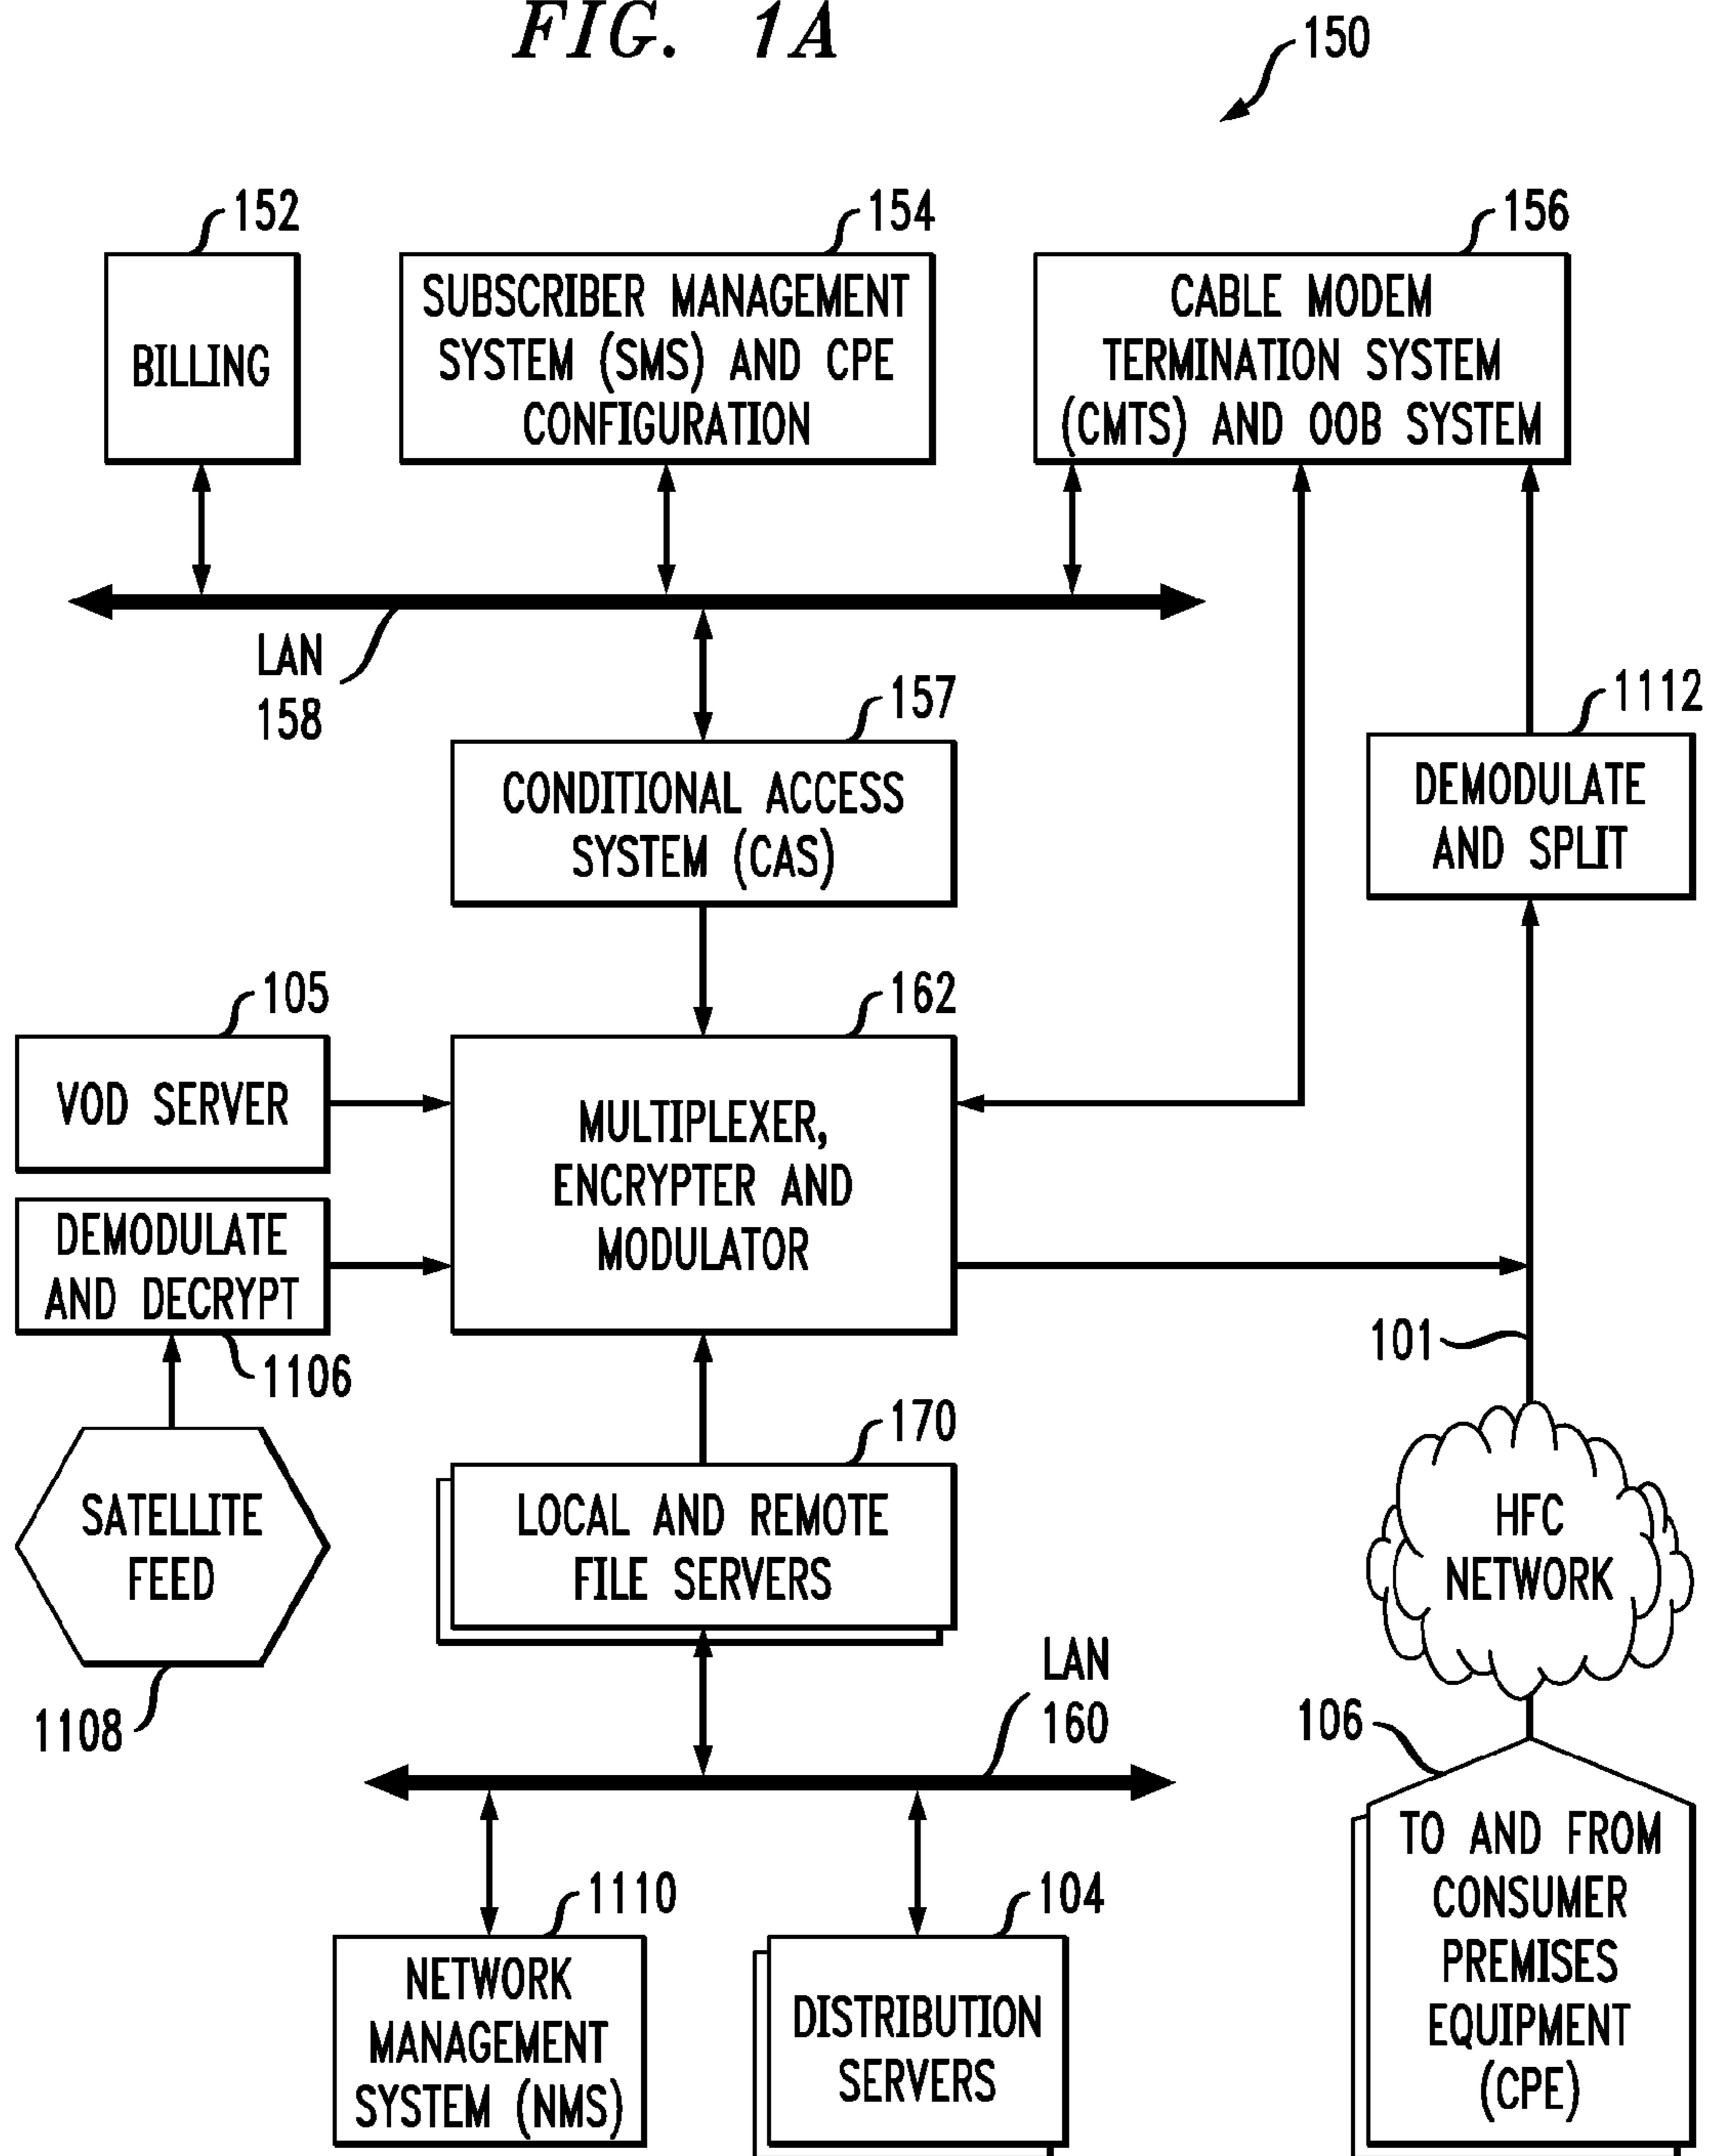 FIG. 1A
150
152
154
156
BILLING
SUBSCRIBER MANAGEMENT
SYSTEM (SMS) AND CPE
CONFIGURATION
CABLE MODEM
TERMINATION SYSTEM
(CMTS) AND OOB SYSTEM
LAN
158
157
CONDITIONAL ACCESS
SYSTEM (CAS)
1112
DEMODULATE
AND SPLIT
105
VOD SERVER
162
MULTIPLEXER,
ENCRYPTER AND
MODULATOR
DEMODULATE
AND DECRYPT
1106
101
170
SATELLITE
FEED
1108
LOCAL AND REMOTE
FILE SERVERS
HFC
NETWORK
LAN
160
106
1110
NETWORK
MANAGEMENT
SYSTEM (NMS)
104
DISTRIBUTION
SERVERS
TO AND FROM
CONSUMER
PREMISES
EQUIPMENT
(CPE)